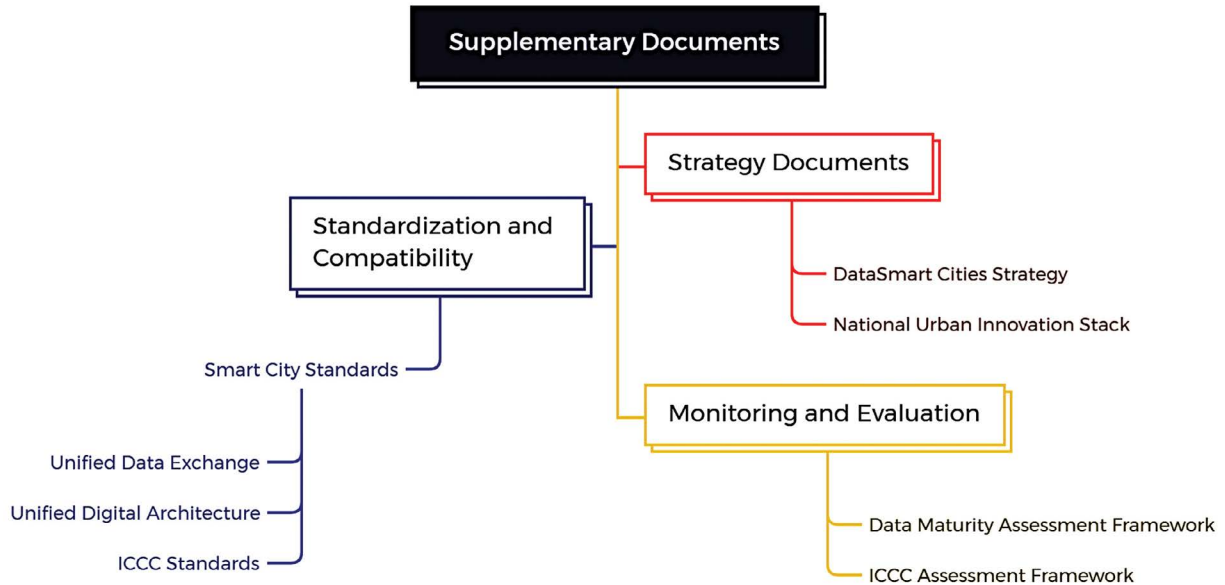 Supplementary Documents
Strategy Documents
DataSmart Cities Strategy
National Urban Innovation Stack
Standardization and
Compatibility
Smart City Standards
Unified Data Exchange
Unified Digital Architecture
ICCC Standards
Monitoring and Evaluation
Data Maturity Assessment Framework
ICCC Assessment Framework